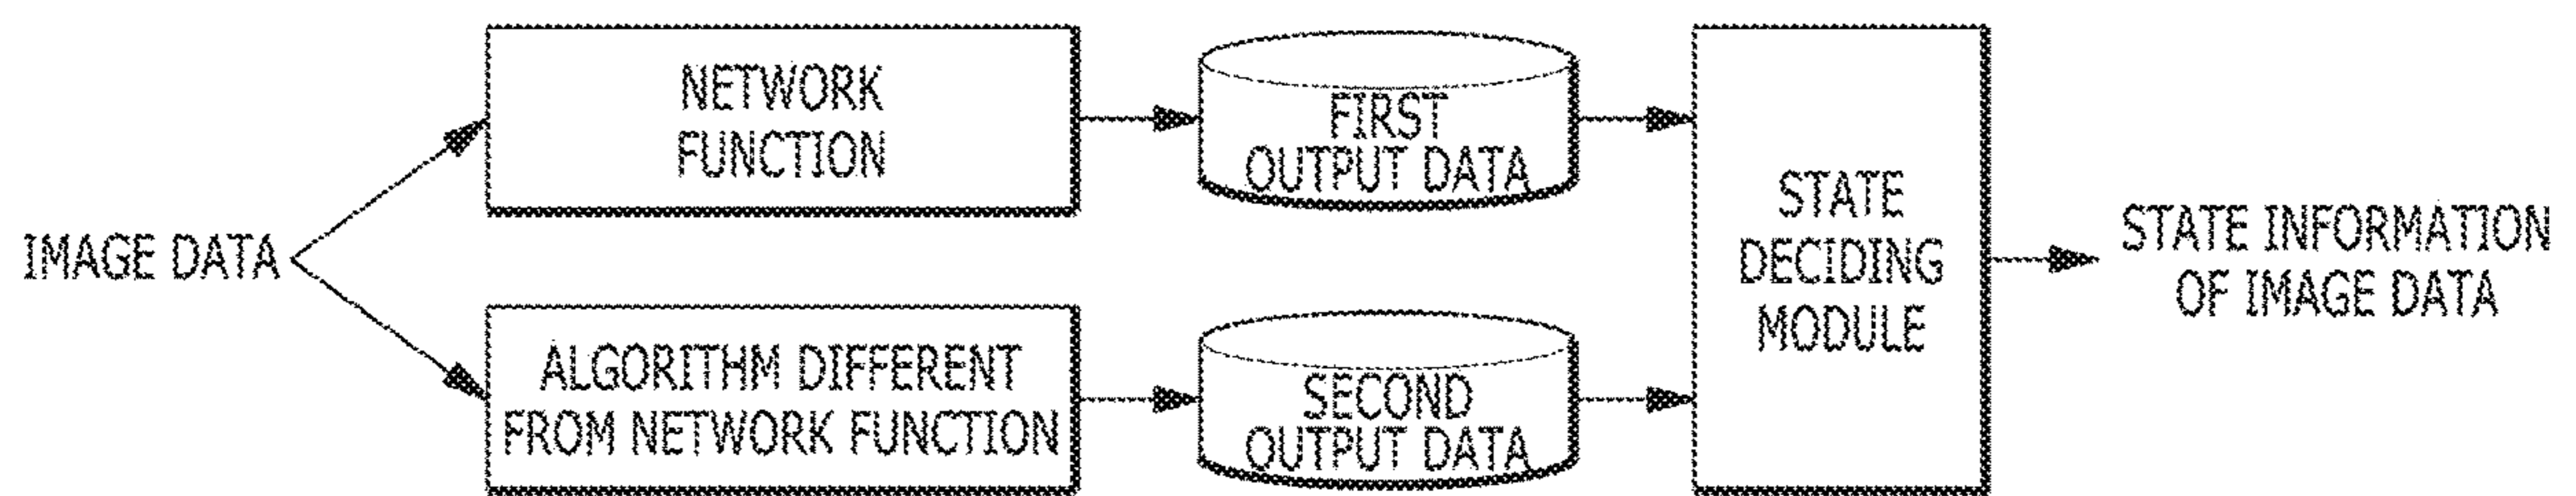 IMAGE DATA
NETWORK
FUNCTION
FIRST
OUTPUT DATA
ALGORITHM DIFFERENT
FROM NETWORK FUNCTION
SECOND
OUTPUT DATA
STATE
DECIDING
MODULE
STATE INFORMATION
OF IMAGE DATA